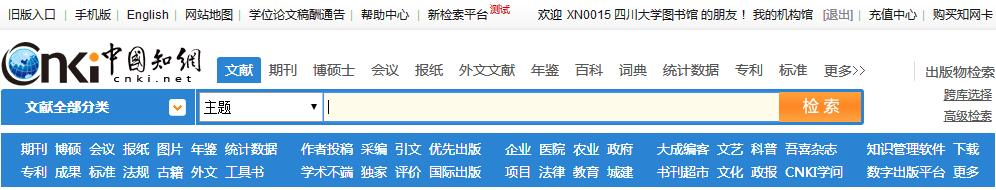 旧版入口 | 手机版 | English | 网站地图 | 学位论文稿酬通告 | 帮助中心 | 新检索平台 测试 欢迎 XN0015 四川大学图书馆 的朋友！ 我的机构馆 [退出] | 充值中心 | 购买知网卡
Cnki 中国知網
cnki.net
文献 期刊 博硕士 会议 报纸 外文文献 年鉴 百科 词典 统计数据 专利 标准 更多>> 出版物检索
文献全部分类 主题 检 索 跨库选择
高级检索
期刊 博硕 会议 报纸 图片 年鉴 统计数据 作者投稿 采编 引文 优先出版 企业 医院 农业 政府 大成编客 文艺 科普 吾喜杂志 知识管理软件 下载
专利 成果 标准 法规 古籍 外文 工具书 学术不端 独家 评价 国际出版 项目 法律 教育 城建 书刊超市 文化 政报 CNKI学问 数字出版平台 更多